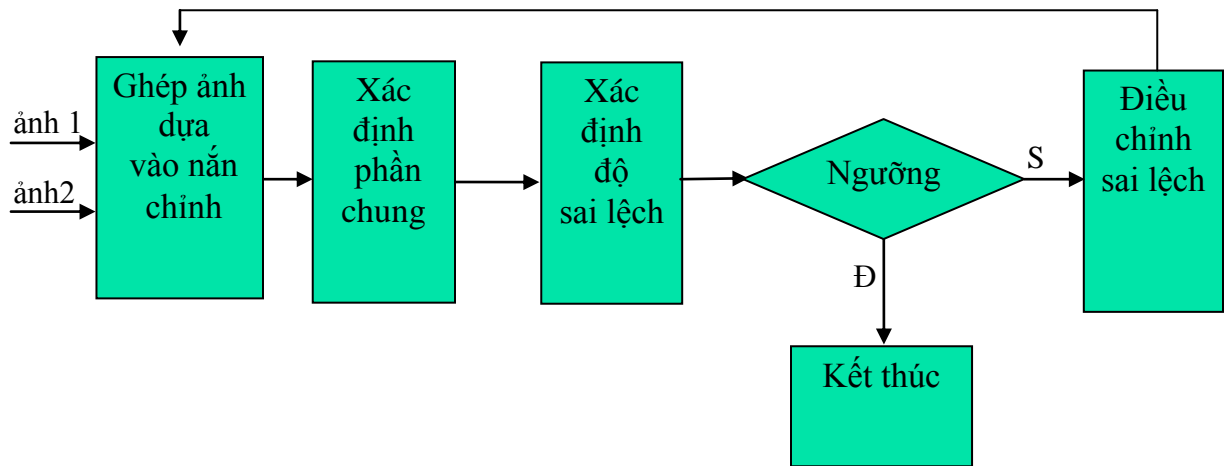 ảnh 1
ảnh2
Ghép ảnh
dựa
vào nắn
chỉnh
Xác
định
phần
chung
Xác
định
độ
sai lệch
Ngưỡng
S
Đ
Điều
chỉnh
sai lệch
Kết thúc